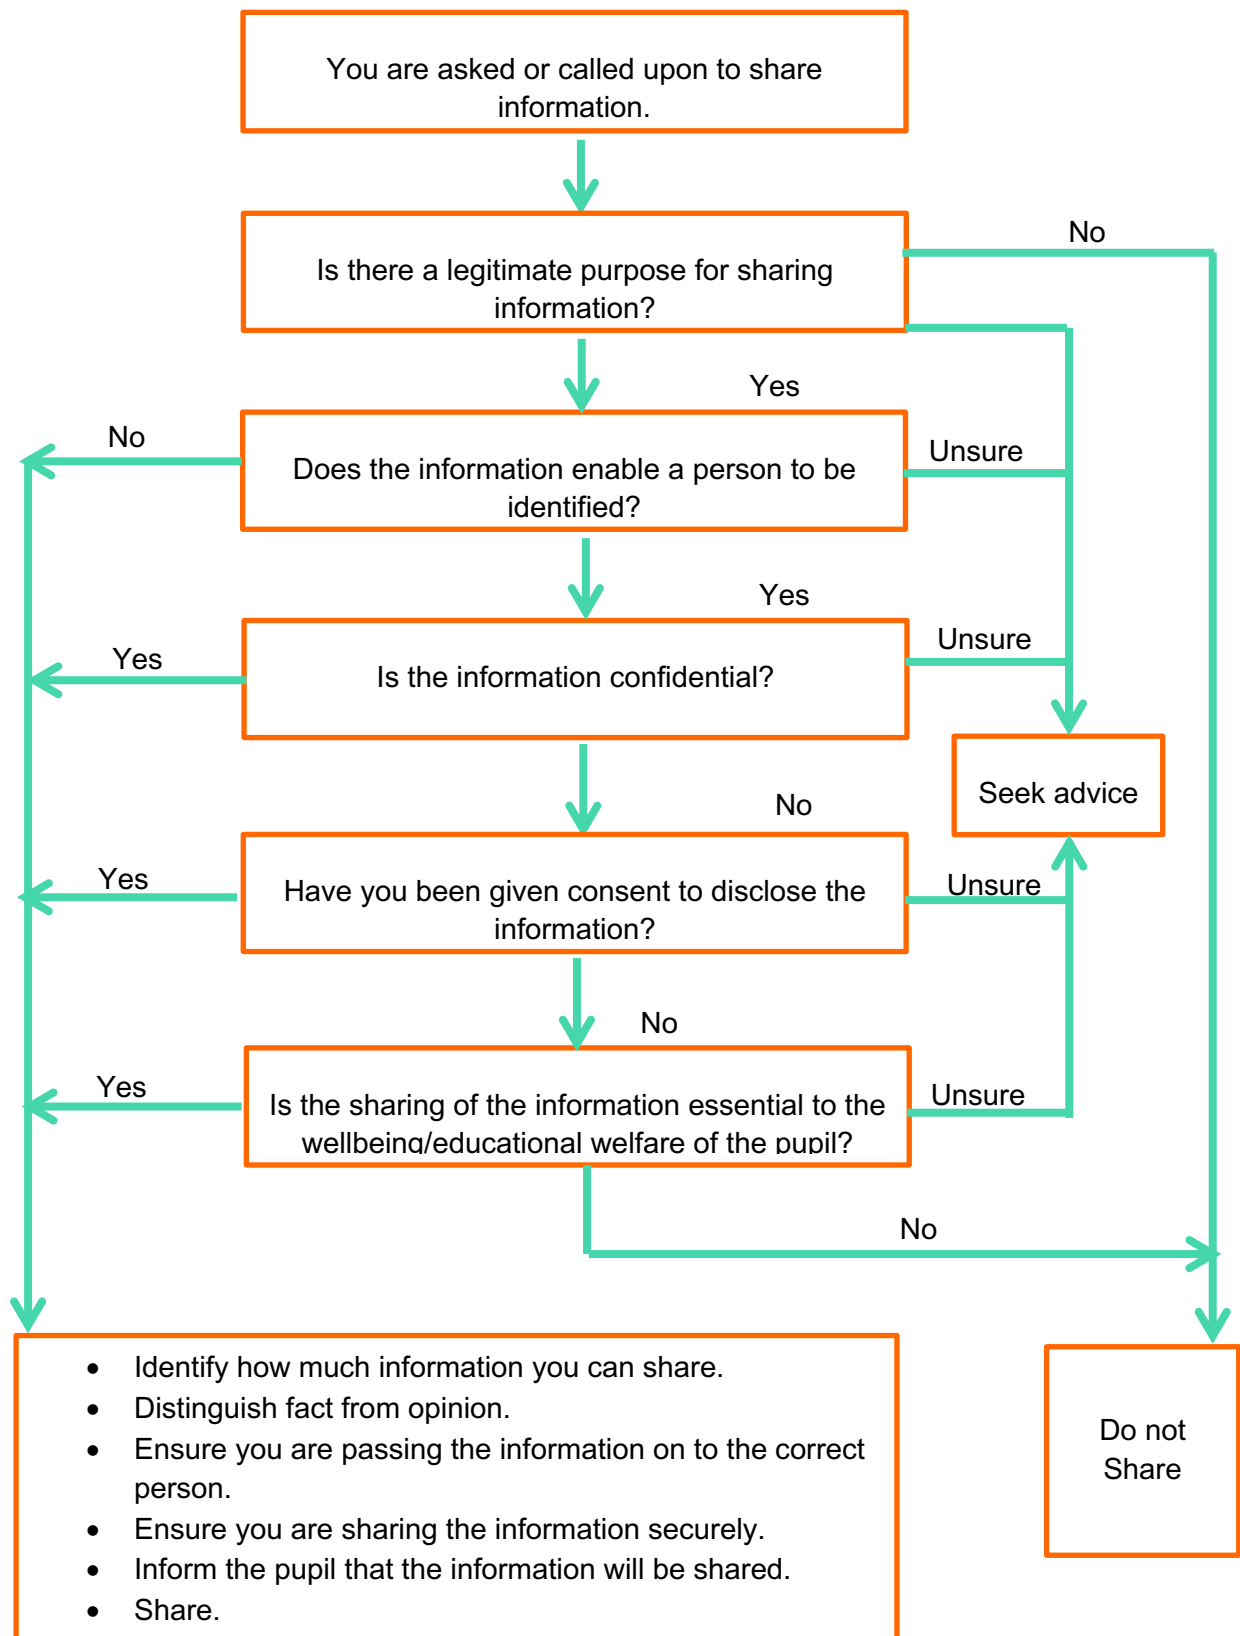 You are asked or called upon to share
information.
No
Is there a legitimate purpose for sharing
information?
Yes
No
Unsure
Does the information enable a person to be
identified?
Yes
Unsure
Yes
Is the information confidential?
Seek advice
No
Yes
Unsure
Have you been given consent to disclose the
information?
No
Yes
Unsure
Is the sharing of the information essential to the
wellbeing/educational welfare of the pupil?
No
• Identify how much information you can share.
• Distinguish fact from opinion.
• Ensure you are passing the information on to the correct
person.
• Ensure you are sharing the information securely.
• Inform the pupil that the information will be shared.
• Share.
Do not
Share